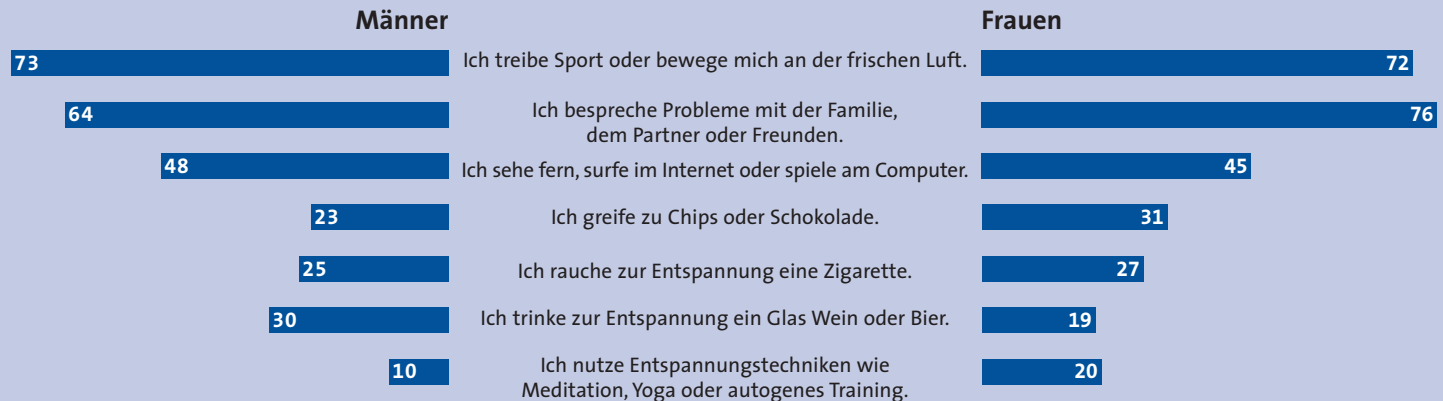 Männer
Frauen
73
Ich treibe Sport oder bewege mich an der frischen Luft.
72
64
Ich bespreche Probleme mit der Familie,
dem Partner oder Freunden.
76
48
Ich sehe fern, surfe im Internet oder spiele am Computer.
45
23
Ich greife zu Chips oder Schokolade.
31
25
Ich rauche zur Entspannung eine Zigarette.
27
30
Ich trinke zur Entspannung ein Glas Wein oder Bier.
19
10
Ich nutze Entspannungstechniken wie
Meditation, Yoga oder autogenes Training.
20